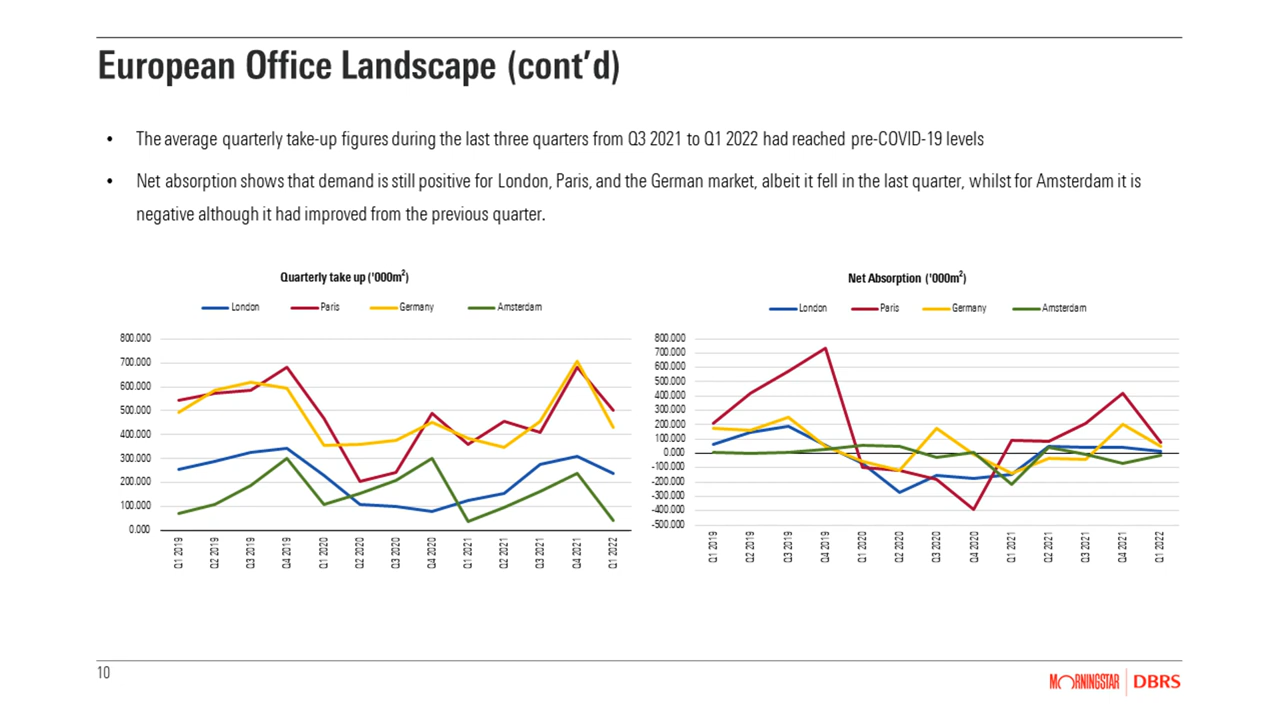 European Office Landscape (cont’d)
• The average quarterly take-up figures during the last three quarters from Q3 2021 to Q1 2022 had reached pre-COVID-19 levels
• Net absorption shows that demand is still positive for London, Paris, and the German market, albeit it fell in the last quarter, whilst for Amsterdam it is
negative although it had improved from the previous quarter.
Quarterly take up ('000m²)
London Paris Germany Amsterdam
800.000
700.000
600.000
500.000
400.000
300.000
200.000
100.000
0.000
Q1 2019
Q2 2019
Q3 2019
Q4 2019
Q1 2020
Q2 2020
Q3 2020
Q4 2020
Q1 2021
Q2 2021
Q3 2021
Q4 2021
Q1 2022
Net Absorption ('000m²)
London Paris Germany Amsterdam
800.000
700.000
600.000
500.000
400.000
300.000
200.000
100.000
0.000
-100.000
-200.000
-300.000
-400.000
-500.000
Q1 2019
Q2 2019
Q3 2019
Q4 2019
Q1 2020
Q2 2020
Q3 2020
Q4 2020
Q1 2021
Q2 2021
Q3 2021
Q4 2021
Q1 2022
10
MORNINGSTAR DBRS